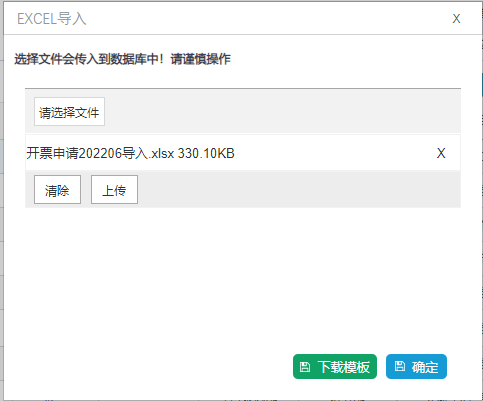 EXCEL导入 X
选择文件会传入到数据库中！请谨慎操作
请选择文件
开票申请202206导入.xlsx 330.10KB X
清除 上传
下载模板 确定